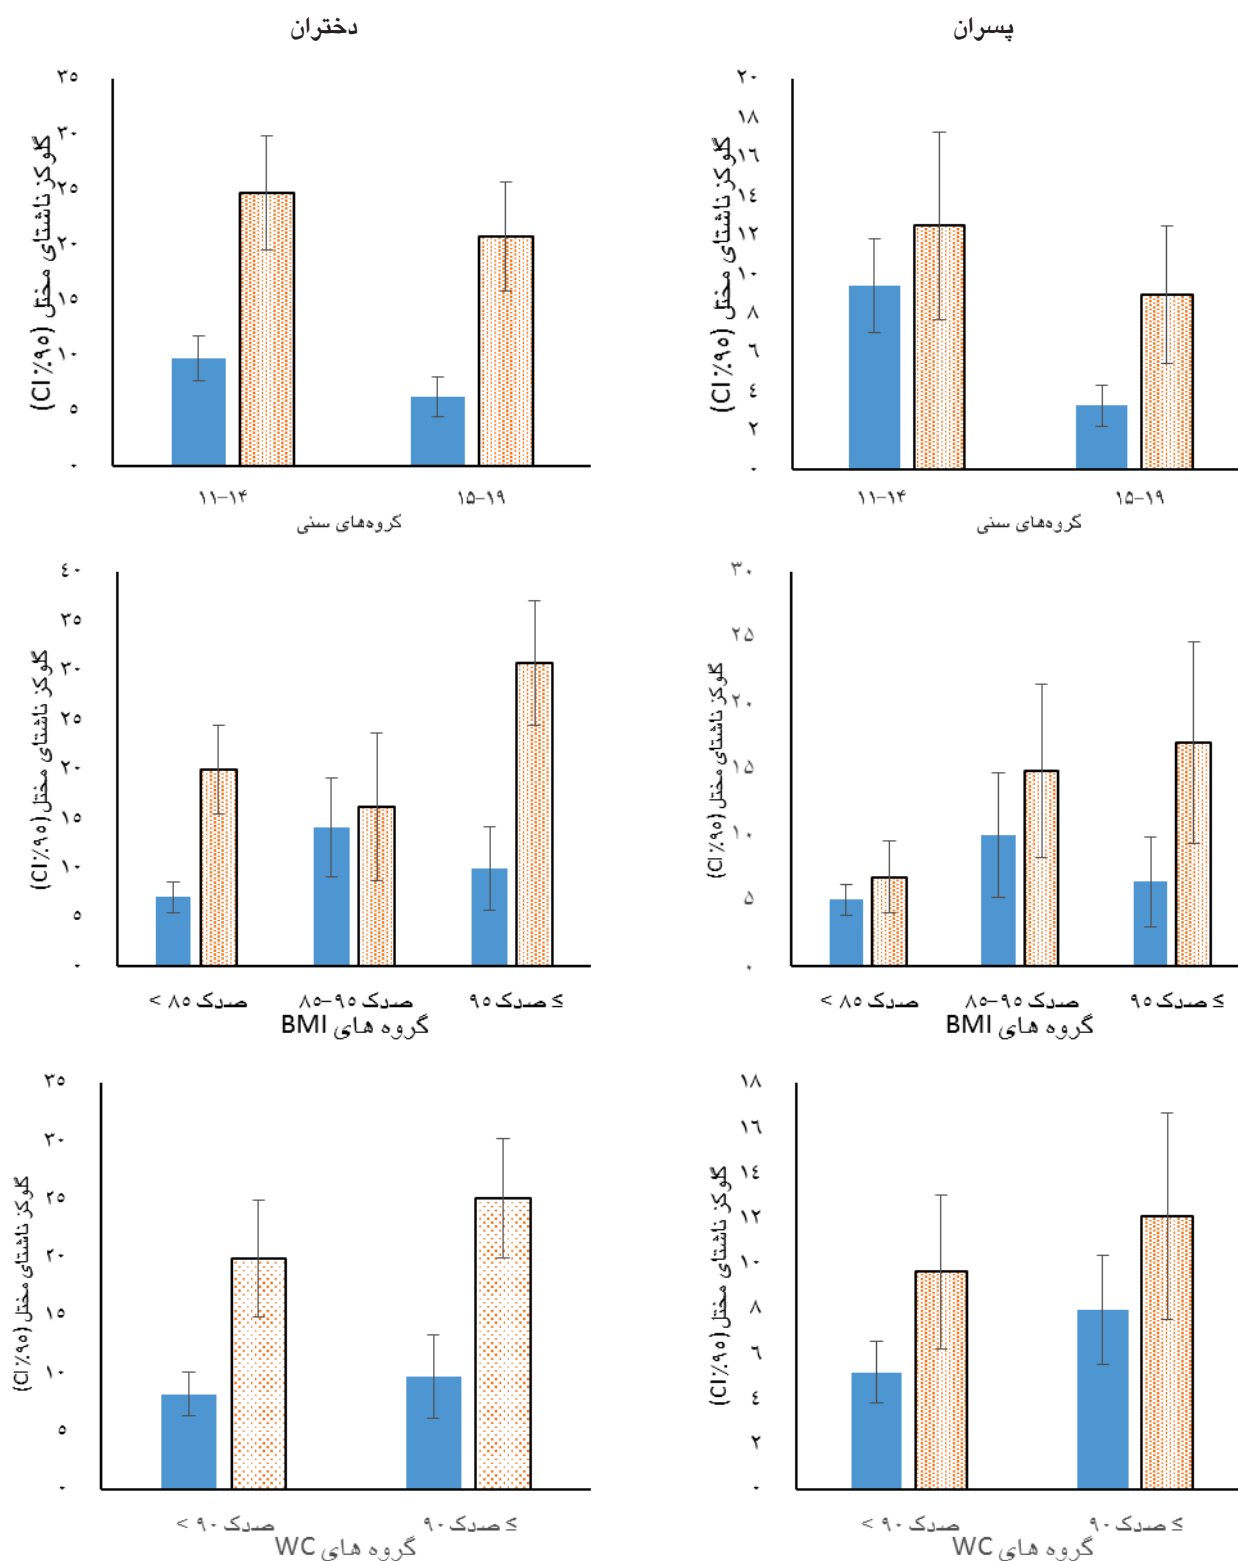 دختران
پسران
گلوکز ناشتای مختل (CI ٪۹۵)
۳۵
۳۰
۲۵
۲۰
۱۵
۱۰
۵
۰
۱۱–۱۴
۱۵–۱۹
گروه‌های سنی
گلوکز ناشتای مختل (CI ٪۹۵)
۲۰
۱۸
۱۶
۱۴
۱۲
۱۰
۸
۶
۴
۲
۰
۱۱–۱۴
۱۵–۱۹
گروه‌های سنی
گلوکز ناشتای مختل (CI ٪۹۵)
٤۰
۳۵
۳۰
۲۵
۲۰
۱۵
۱۰
۵
۰
صدک ۸۵ >
صدک ۹۵–۸۵
≥ صدک ۹۵
گروه های BMI
گلوکز ناشتای مختل (CI ٪۹۵)
۳۰
۲۵
۲۰
۱۵
۱۰
۵
۰
صدک ۸۵ >
صدک ۹۵–۸۵
≥ صدک ۹۵
گروه های BMI
گلوکز ناشتای مختل (CI ٪۹۵)
۳۵
۳۰
۲۵
۲۰
۱۵
۱۰
۵
۰
صدک ۹۰ >
≥ صدک ۹۰
گروه های WC
گلوکز ناشتای مختل (CI ٪۹۵)
۱۸
۱۶
۱۴
۱۲
۱۰
۸
۶
۴
۲
۰
صدک ۹۰ >
≥ صدک ۹۰
گروه های WC